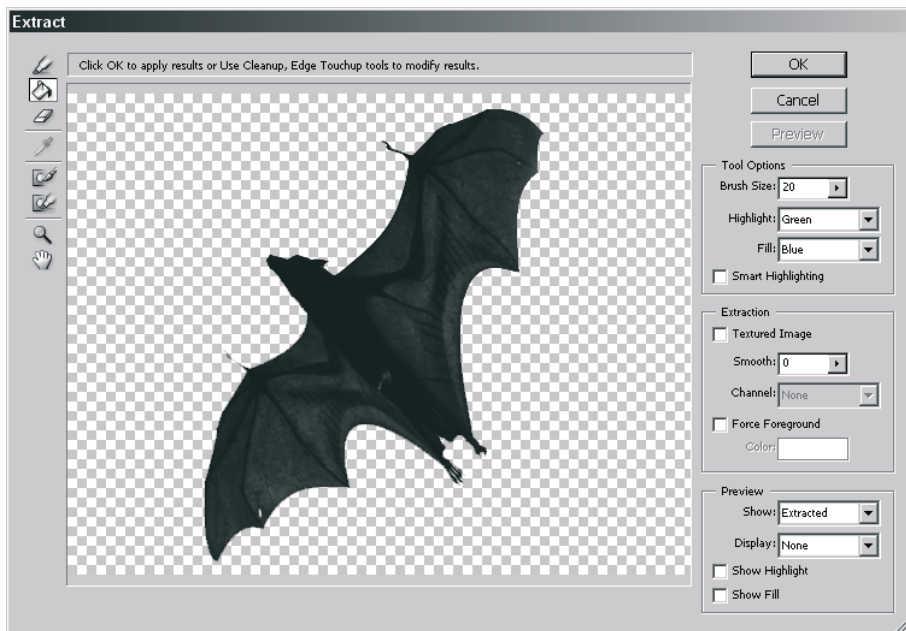 Extract
Click OK to apply results or Use Cleanup, Edge Touchup tools to modify results.
OK
Cancel
Preview
Tool Options
Brush Size: 20
Highlight: Green
Fill: Blue
Smart Highlighting
Extraction
Textured Image
Smooth: 0
Channel: None
Force Foreground
Color:
Preview
Show: Extracted
Display: None
Show Highlight
Show Fill